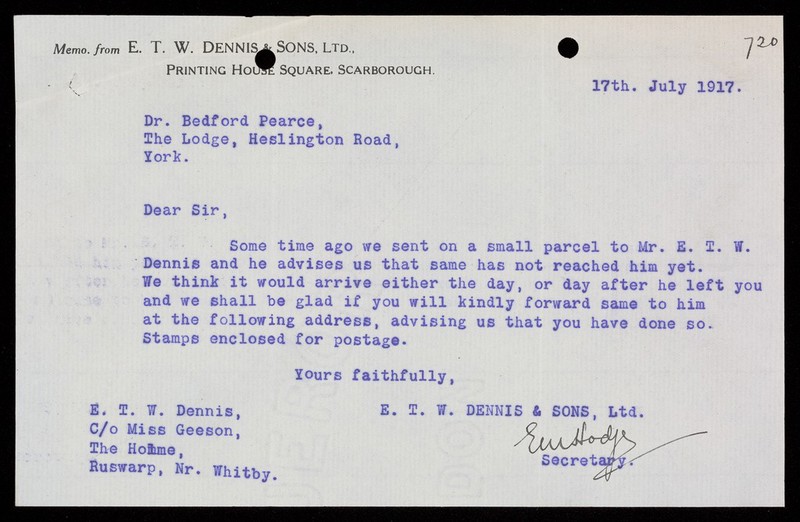 Memo. from E. T. W. DENNIS & SONS, LTD.,
PRINTING HOUSE SQUARE, SCARBOROUGH.
720
17th. July 1917.
Dr. Bedford Pearce,
The Lodge, Heslington Road,
York.
Dear Sir,
Some time ago we sent on a small parcel to Mr. E. T. W.
Dennis and he advises us that same has not reached him yet.
We think it would arrive either the day, or day after he left you
and we shall be glad if you will kindly forward same to him
at the following address, advising us that you have done so.
Stamps enclosed for postage.
Yours faithfully,
E. T. W. DENNIS & SONS, Ltd.
Secretary.
E. T. W. Dennis,
C/o Miss Geeson,
The Holme,
Ruswarp, Nr. Whitby.